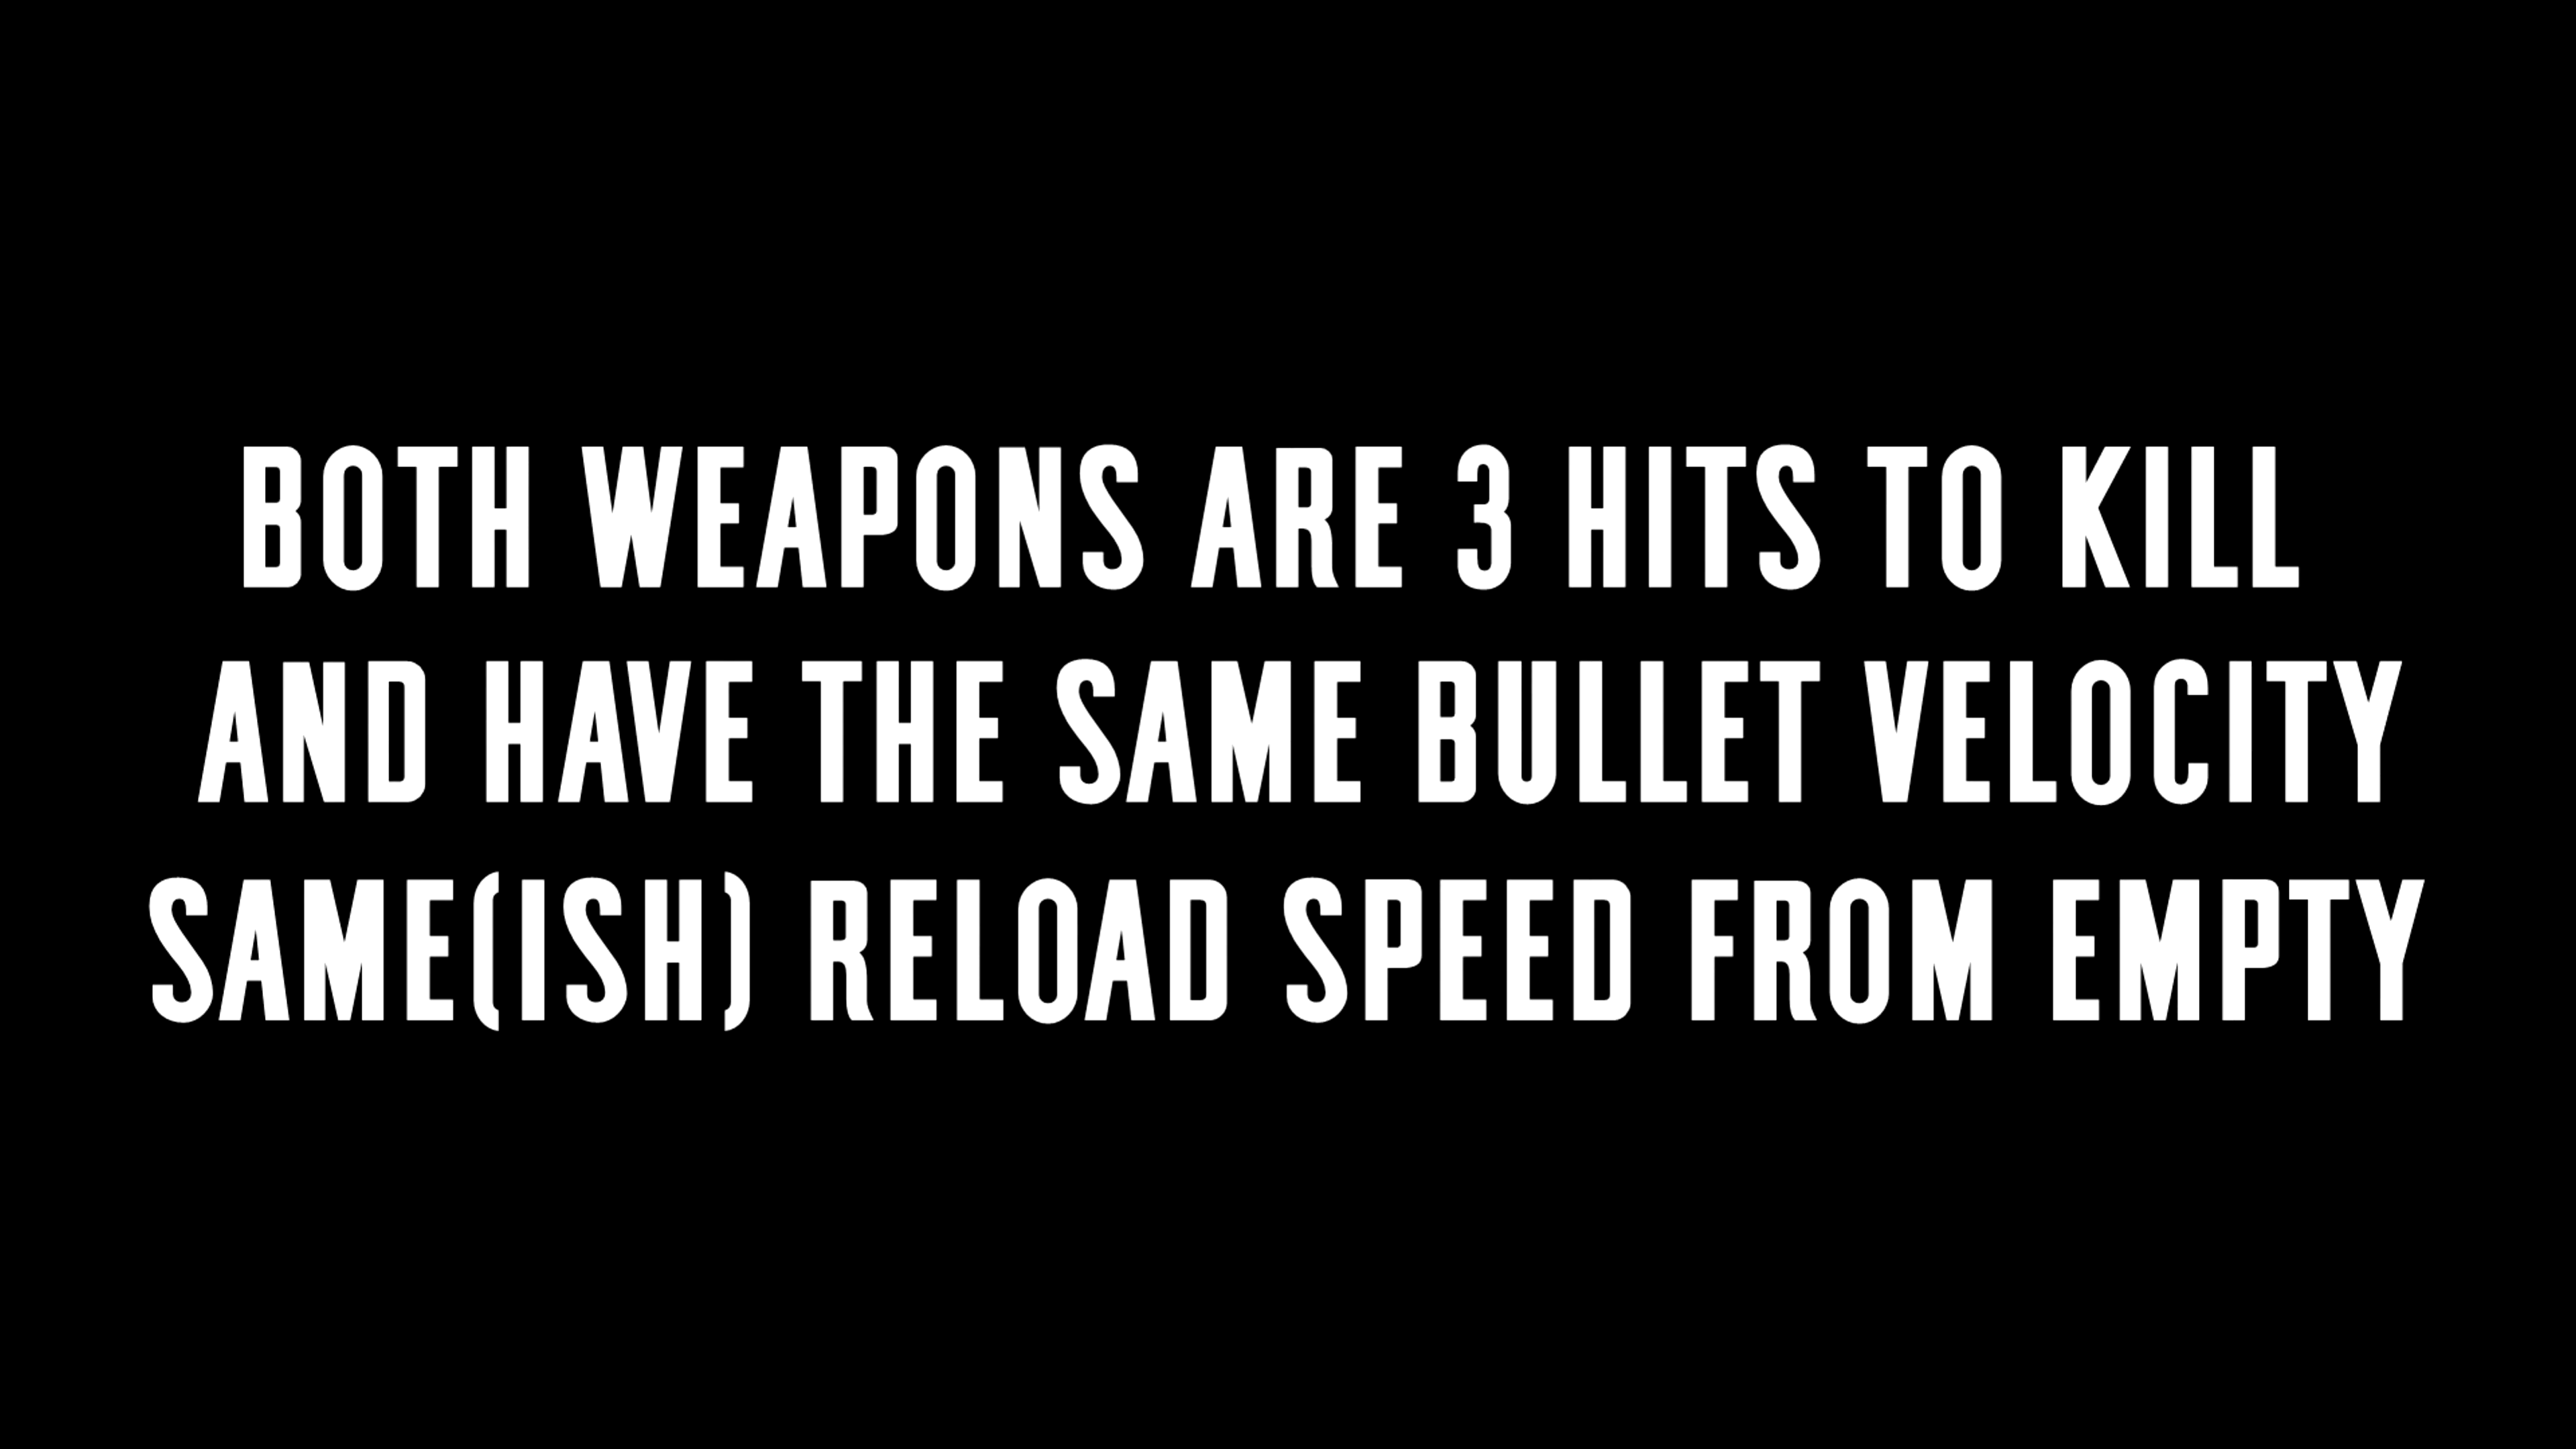 BOTH WEAPONS ARE 3 HITS TO KILL
AND HAVE THE SAME BULLET VELOCITY
SAME(ISH) RELOAD SPEED FROM EMPTY